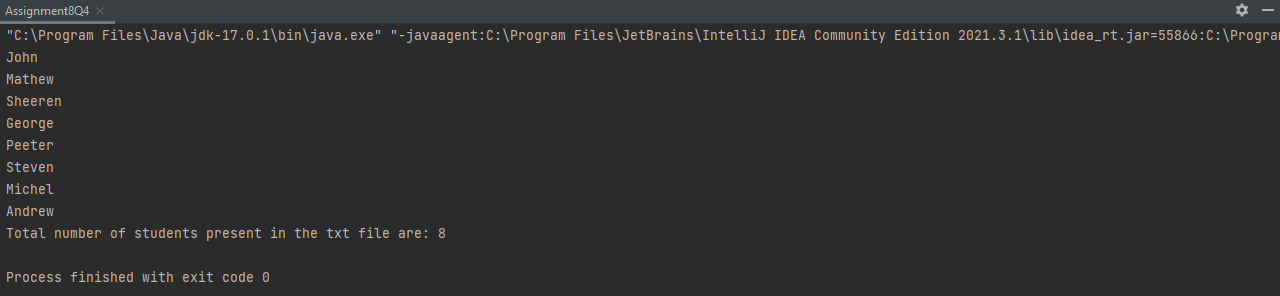 Assignment8Q4
"C:\Program Files\Java\jdk-17.0.1\bin\java.exe" "-javaagent:C:\Program Files\JetBrains\IntelliJ IDEA Community Edition 2021.3.1\lib\idea_rt.jar=55866:C:\Program
John
Mathew
Sheeren
George
Peeter
Steven
Michel
Andrew
Total number of students present in the txt file are: 8
Process finished with exit code 0